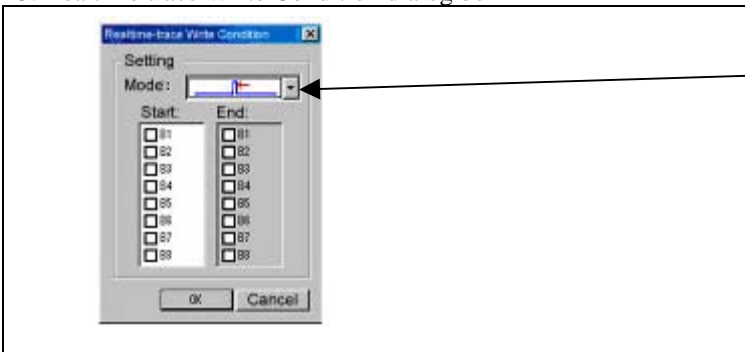 Realtime-trace Write Condition
Setting
Mode:
Start: End:
B1 B1
B2 B2
B3 B3
B4 B4
B5 B5
B6 B6
B7 B7
B8 B8
OK Cancel